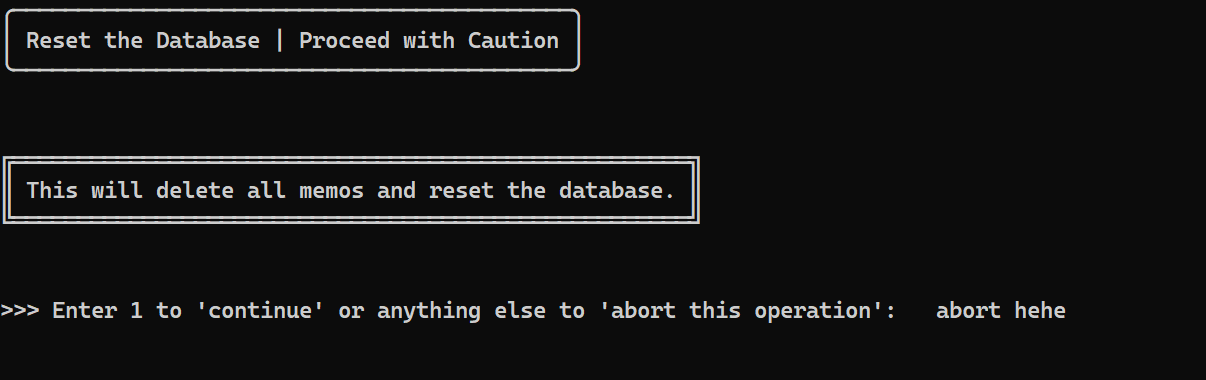 Reset the Database | Proceed with Caution
This will delete all memos and reset the database.
>>> Enter 1 to 'continue' or anything else to 'abort this operation':   abort hehe